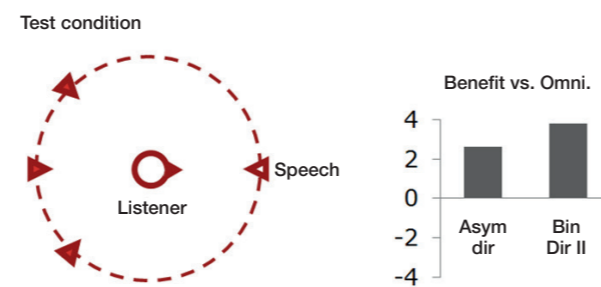 Test condition
Speech
Listener
Benefit vs. Omni.
4
2
0
-2
-4
Asym
dir
Bin
Dir II